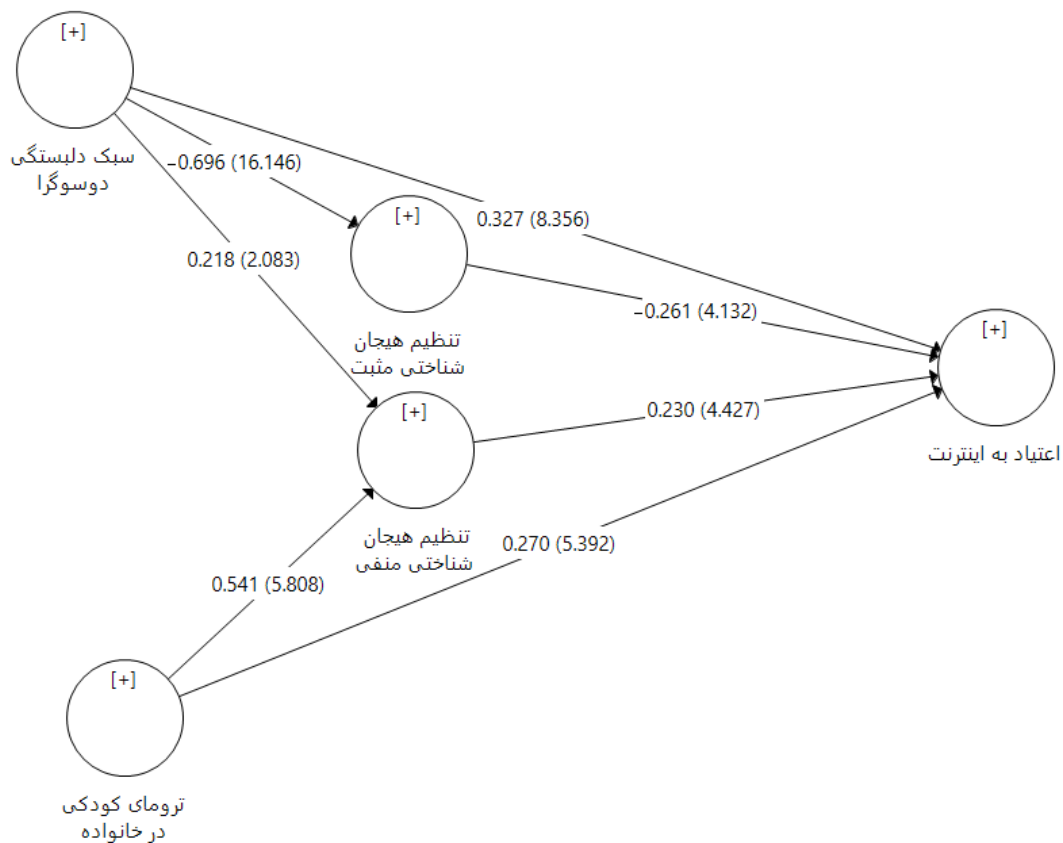 [+]
سبک دلبستگی
دوسوگرا
−0.696 (16.146)
[+]
0.327 (8.356)
0.218 (2.083)
تنظیم هیجان
شناختی مثبت
−0.261 (4.132)
[+]
[+]
0.230 (4.427)
اعتیاد به اینترنت
تنظیم هیجان
شناختی منفی
0.270 (5.392)
0.541 (5.808)
[+]
ترومای کودکی
در خانواده